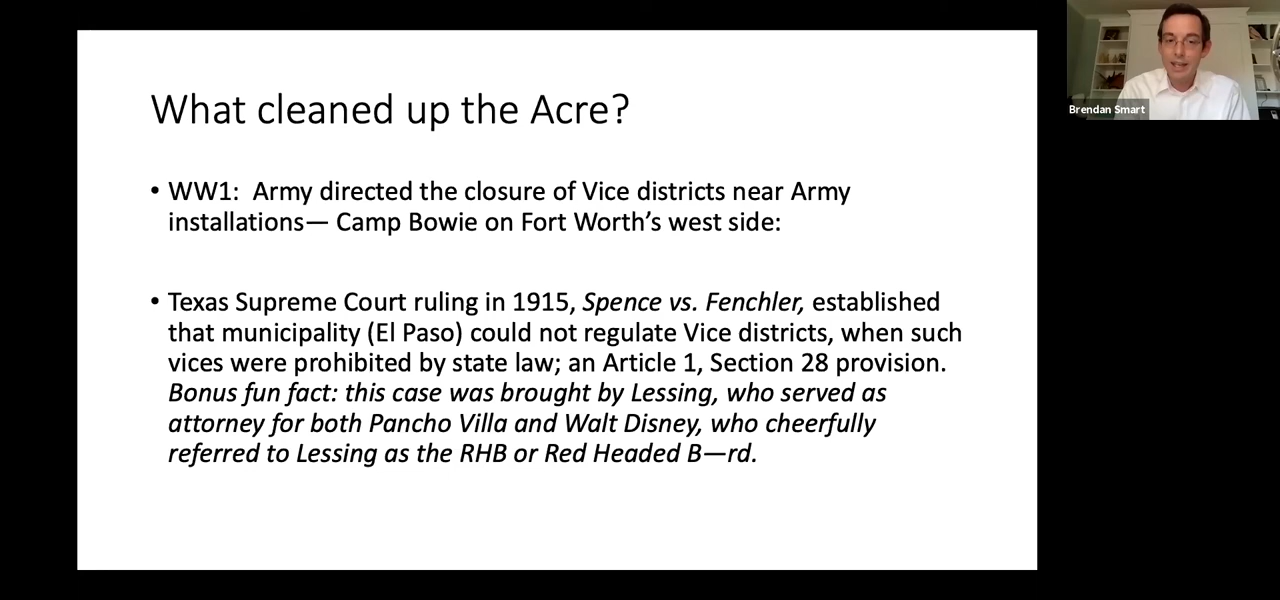 What cleaned up the Acre?
• WW1:  Army directed the closure of Vice districts near Army
installations— Camp Bowie on Fort Worth’s west side:
• Texas Supreme Court ruling in 1915, Spence vs. Fenchler, established
that municipality (El Paso) could not regulate Vice districts, when such
vices were prohibited by state law; an Article 1, Section 28 provision.
Bonus fun fact: this case was brought by Lessing, who served as
attorney for both Pancho Villa and Walt Disney, who cheerfully
referred to Lessing as the RHB or Red Headed B—rd.
Brendan Smart